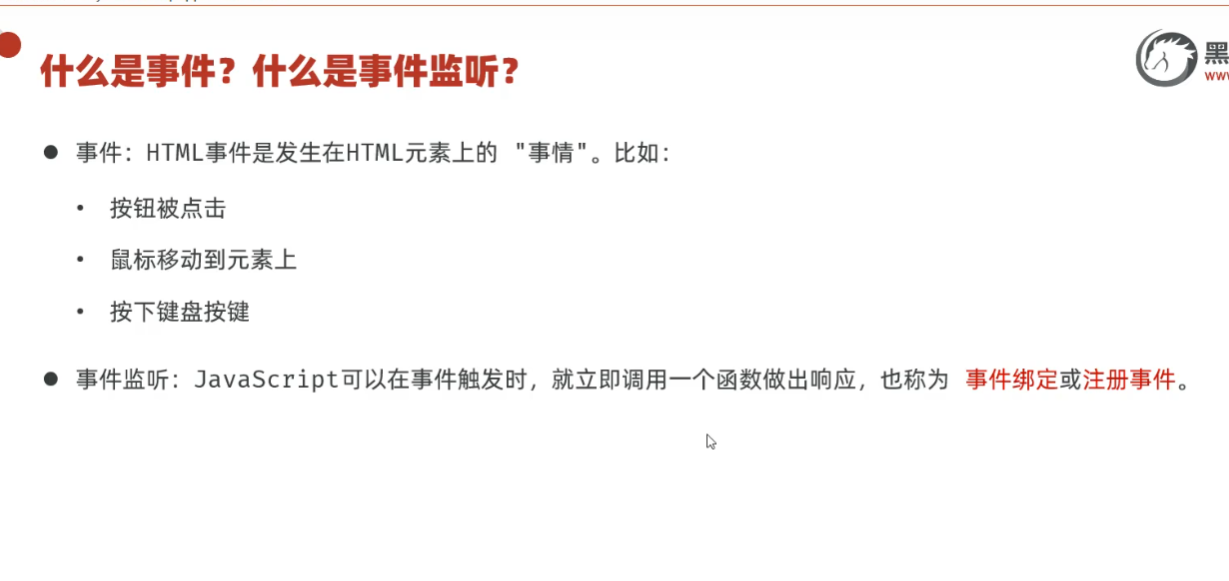 什么是事件？什么是事件监听？
黑
www
● 事件：HTML事件是发生在HTML元素上的 "事情"。比如：
• 按钮被点击
• 鼠标移动到元素上
• 按下键盘按键
● 事件监听：JavaScript可以在事件触发时，就立即调用一个函数做出响应，也称为 事件绑定或注册事件。